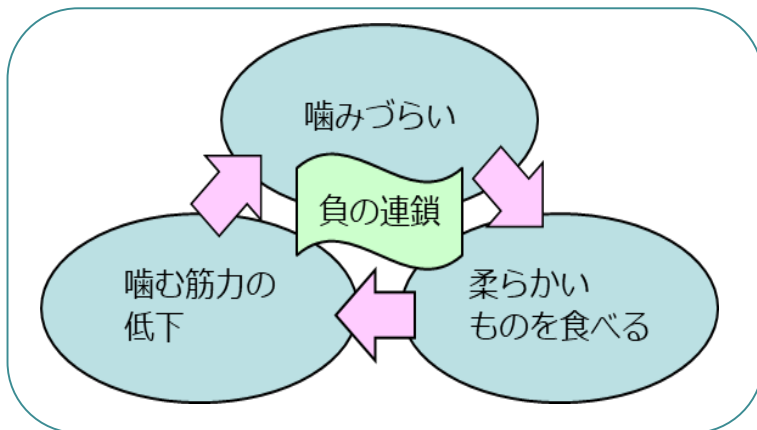 噛みづらい
負の連鎖
噛む筋力の
低下
柔らかい
ものを食べる